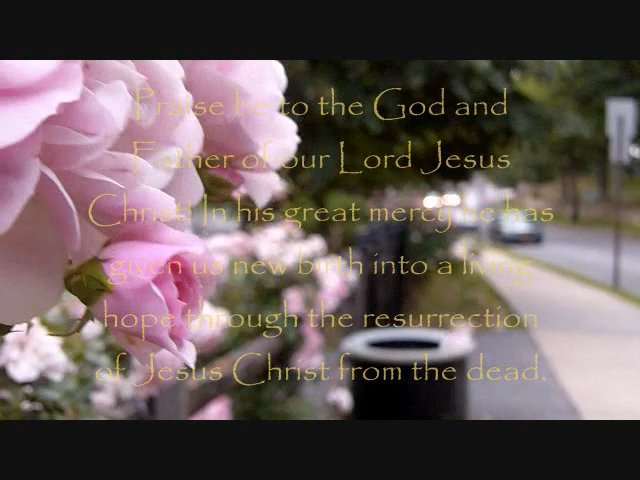 Praise be to the God and
Father of our Lord Jesus
Christ! In his great mercy he has
given us new birth into a living
hope through the resurrection
of Jesus Christ from the dead.